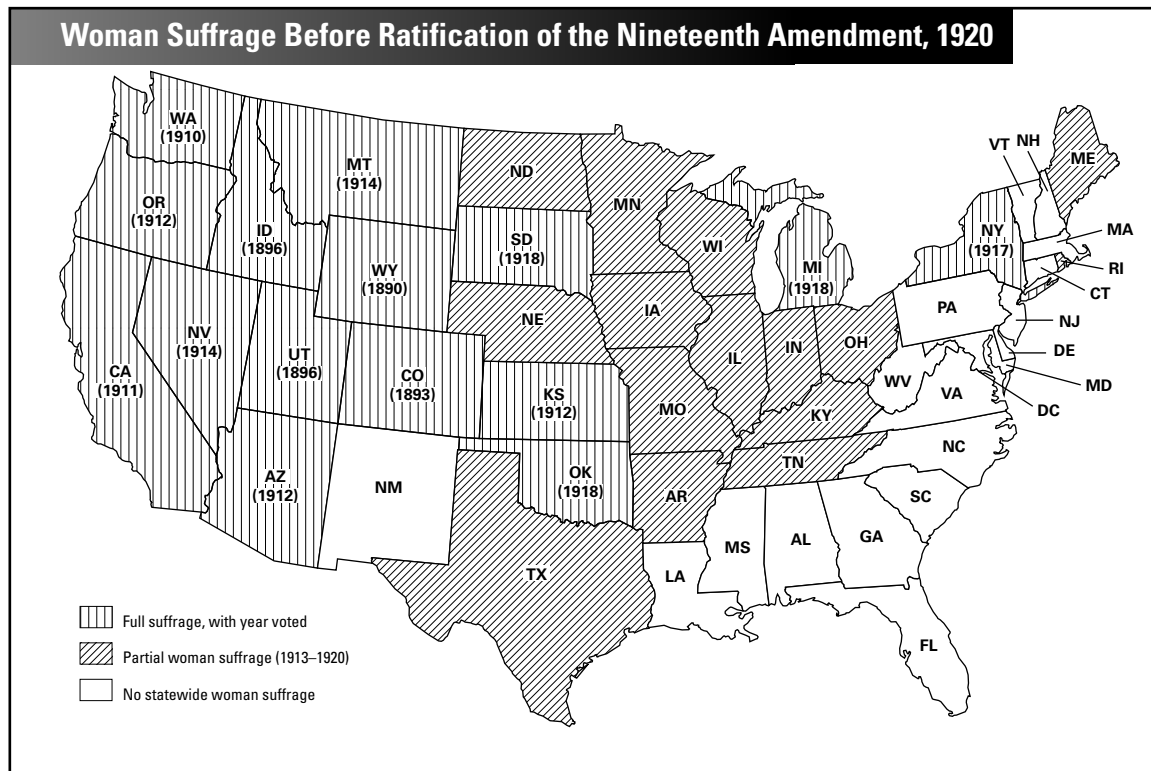 Woman Suffrage Before Ratification of the Nineteenth Amendment, 1920
WA
(1910)
MT
(1914)
ND
MN
VT
NH
ME
OR
(1912)
ID
(1896)
SD
(1918)
WI
MI
(1918)
NY
(1917)
MA
RI
CT
WY
(1890)
NE
IA
PA
NJ
NV
(1914)
UT
(1896)
CO
(1893)
IL
IN
OH
DE
MD
DC
CA
(1911)
KS
(1912)
MO
WV
VA
KY
NC
AZ
(1912)
NM
OK
(1918)
TN
AR
SC
MS
AL
GA
TX
LA
FL
Full suffrage, with year voted
Partial woman suffrage (1913–1920)
No statewide woman suffrage